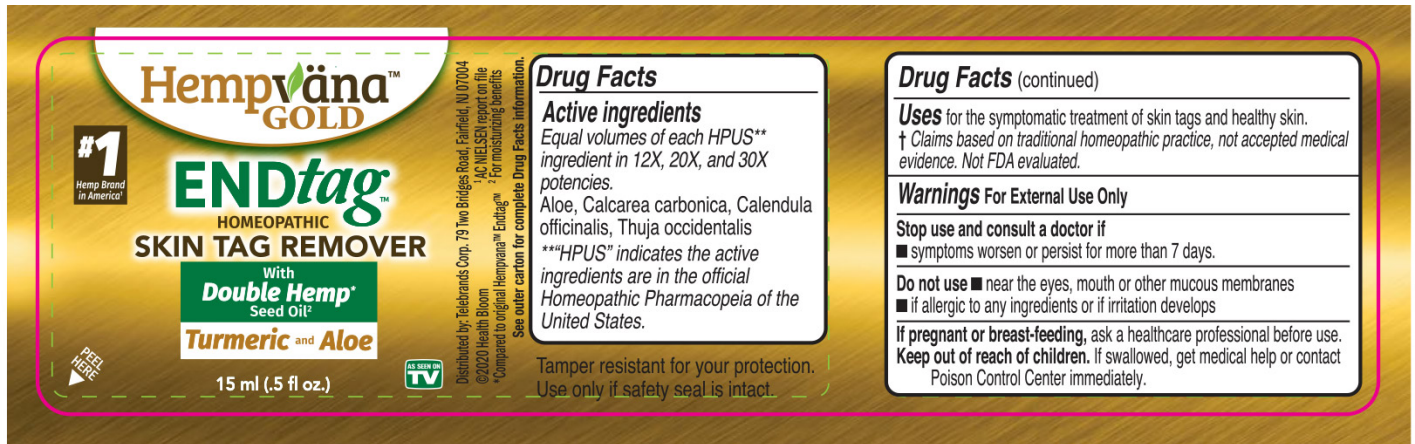 Hempväna™
GOLD
#1
Hemp Brand
in America¹
ENDtag™
HOMEOPATHIC
SKIN TAG REMOVER
With
Double Hemp*
Seed Oil²
Turmeric and Aloe
PEEL
HERE
15 ml (.5 fl oz.)
AS SEEN ON
TV
Distributed by: Telebrands Corp. 79 Two Bridges Road, Fairfield, NJ 07004
©2020 Health Bloom ¹ AC NIELSEN report on file
*Compared to original Hempvana™ Endtag™ ² For moisturizing benefits
See outer carton for complete Drug Facts information.
Drug Facts
Active ingredients
Equal volumes of each HPUS**
ingredient in 12X, 20X, and 30X
potencies.
Aloe, Calcarea carbonica, Calendula
officinalis, Thuja occidentalis
**“HPUS” indicates the active
ingredients are in the official
Homeopathic Pharmacopeia of the
United States.
Tamper resistant for your protection.
Use only if safety seal is intact.
Drug Facts (continued)
Uses for the symptomatic treatment of skin tags and healthy skin.
† Claims based on traditional homeopathic practice, not accepted medical
evidence. Not FDA evaluated.
Warnings For External Use Only
Stop use and consult a doctor if
■ symptoms worsen or persist for more than 7 days.
Do not use ■ near the eyes, mouth or other mucous membranes
■ if allergic to any ingredients or if irritation develops
If pregnant or breast-feeding, ask a healthcare professional before use.
Keep out of reach of children. If swallowed, get medical help or contact
Poison Control Center immediately.